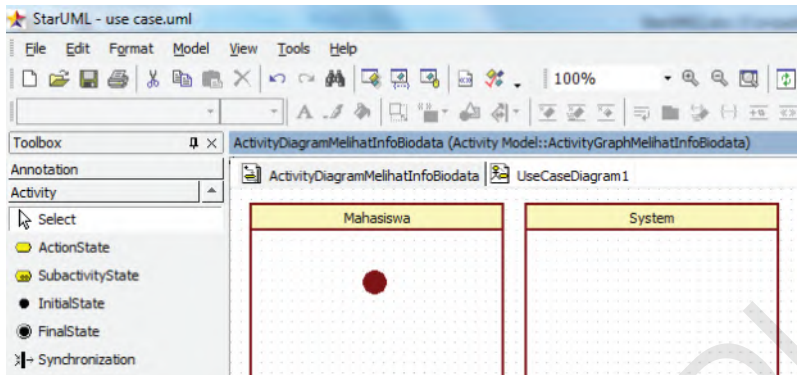 StarUML - use case.uml
File Edit Format Model View Tools Help
100%
Toolbox
ActivityDiagramMelihatInfoBiodata (Activity Model::ActivityGraphMelihatInfoBiodata)
Annotation
ActivityDiagramMelihatInfoBiodata UseCaseDiagram1
Activity
Mahasiswa System
Select
ActionState
SubactivityState
InitialState
FinalState
Synchronization